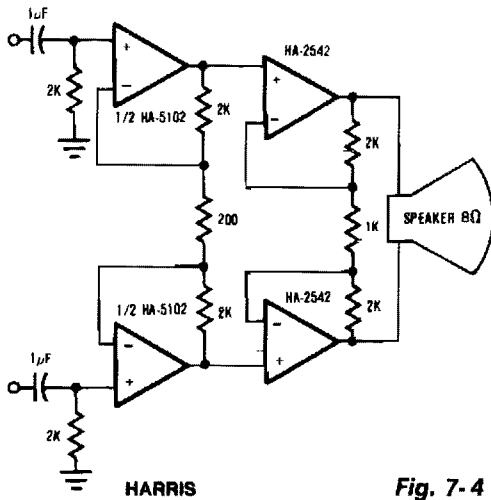 1µF
HA-2542
+
+
-
-
2K
1/2 HA-5102
2K
2K
200
1K
SPEAKER 8Ω
1/2 HA-5102
2K
HA-2542
2K
-
-
1µF
+
+
2K
HARRIS
Fig. 7-4